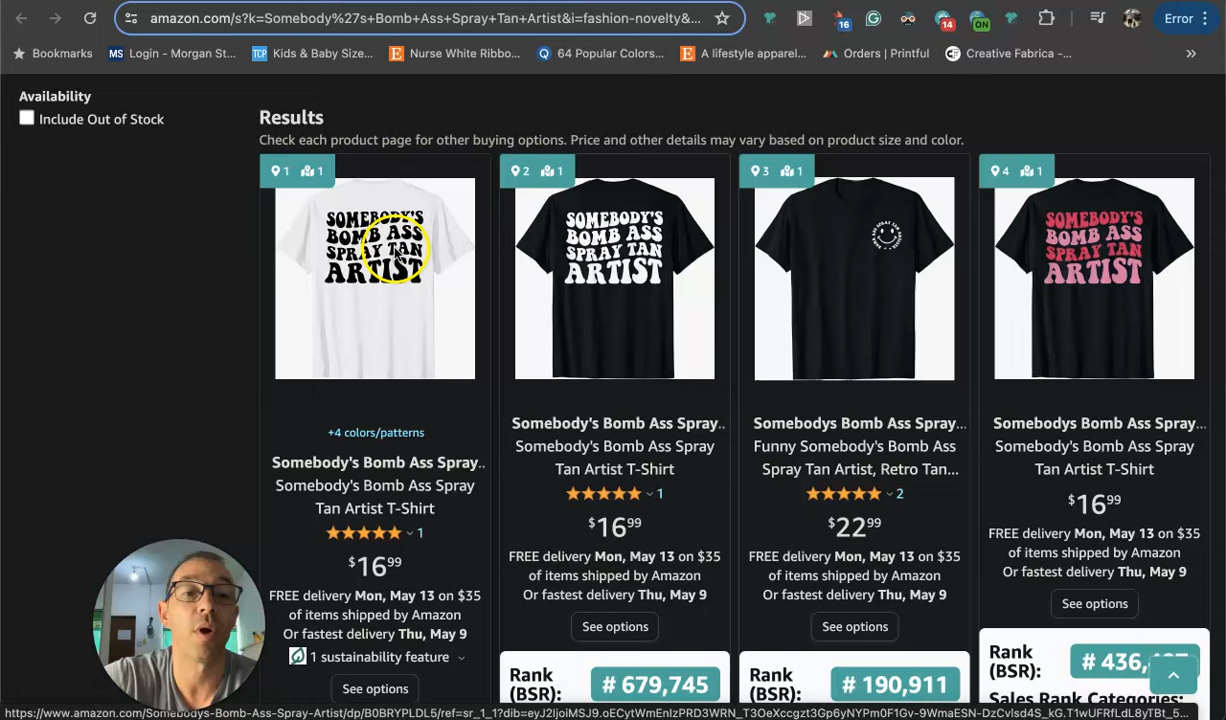 amazon.com/s?k=Somebody%27s+Bomb+Ass+Spray+Tan+Artist&i=fashion-novelty&...
16
14
ON
Error
Bookmarks
MS Login - Morgan St...
TCP Kids & Baby Size...
E Nurse White Ribbo...
Q 64 Popular Colors...
E A lifestyle apparel...
Orders | Printful
CF Creative Fabrica -...
»
Availability
Include Out of Stock
Results
Check each product page for other buying options. Price and other details may vary based on product size and color.
1 1
2 1
3 1
4 1
SOMEBODY'S
BOMB ASS
SPRAY TAN
ARTIST
SOMEBODY'S
BOMB ASS
SPRAY TAN
ARTIST
SOMEBODY'S
BOMB ASS
SPRAY TAN
ARTIST
+4 colors/patterns
Somebody's Bomb Ass Spray..
Somebody's Bomb Ass Spray
Tan Artist T-Shirt
1
$16⁹⁹
FREE delivery Mon, May 13 on $35
of items shipped by Amazon
Or fastest delivery Thu, May 9
1 sustainability feature
See options
Somebody's Bomb Ass Spray..
Somebody's Bomb Ass Spray
Tan Artist T-Shirt
1
$16⁹⁹
FREE delivery Mon, May 13 on $35
of items shipped by Amazon
Or fastest delivery Thu, May 9
See options
Rank
(BSR):
# 679,745
Somebodys Bomb Ass Spray...
Funny Somebody's Bomb Ass
Spray Tan Artist, Retro Tan...
2
$22⁹⁹
FREE delivery Mon, May 13 on $35
of items shipped by Amazon
Or fastest delivery Thu, May 9
See options
Rank
(BSR):
# 190,911
Somebodys Bomb Ass Spray...
Somebody's Bomb Ass Spray
Tan Artist T-Shirt
$16⁹⁹
FREE delivery Mon, May 13 on $35
of items shipped by Amazon
Or fastest delivery Thu, May 9
See options
Rank
(BSR):
# 436,
Sales Rank Categories: